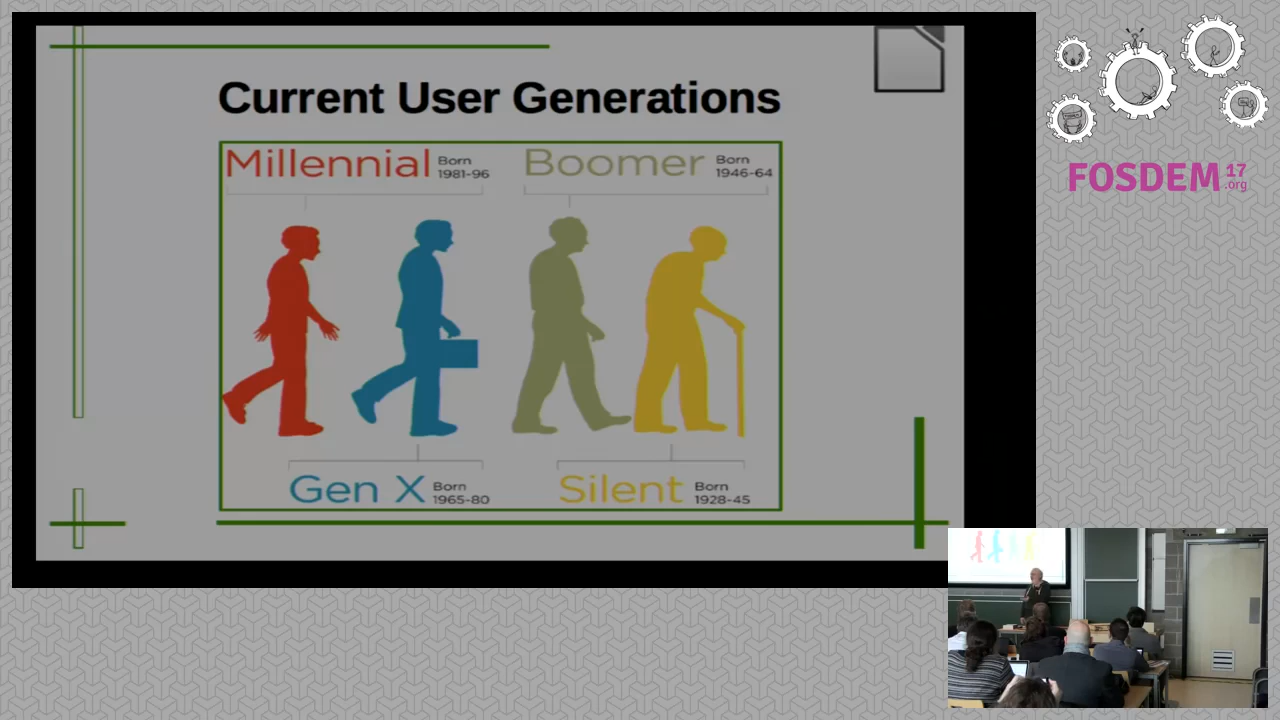 Current User Generations
Millennial Born 1981-96
Boomer Born 1946-64
Gen X Born 1965-80
Silent Born 1928-45
FOSDEM 17 .org